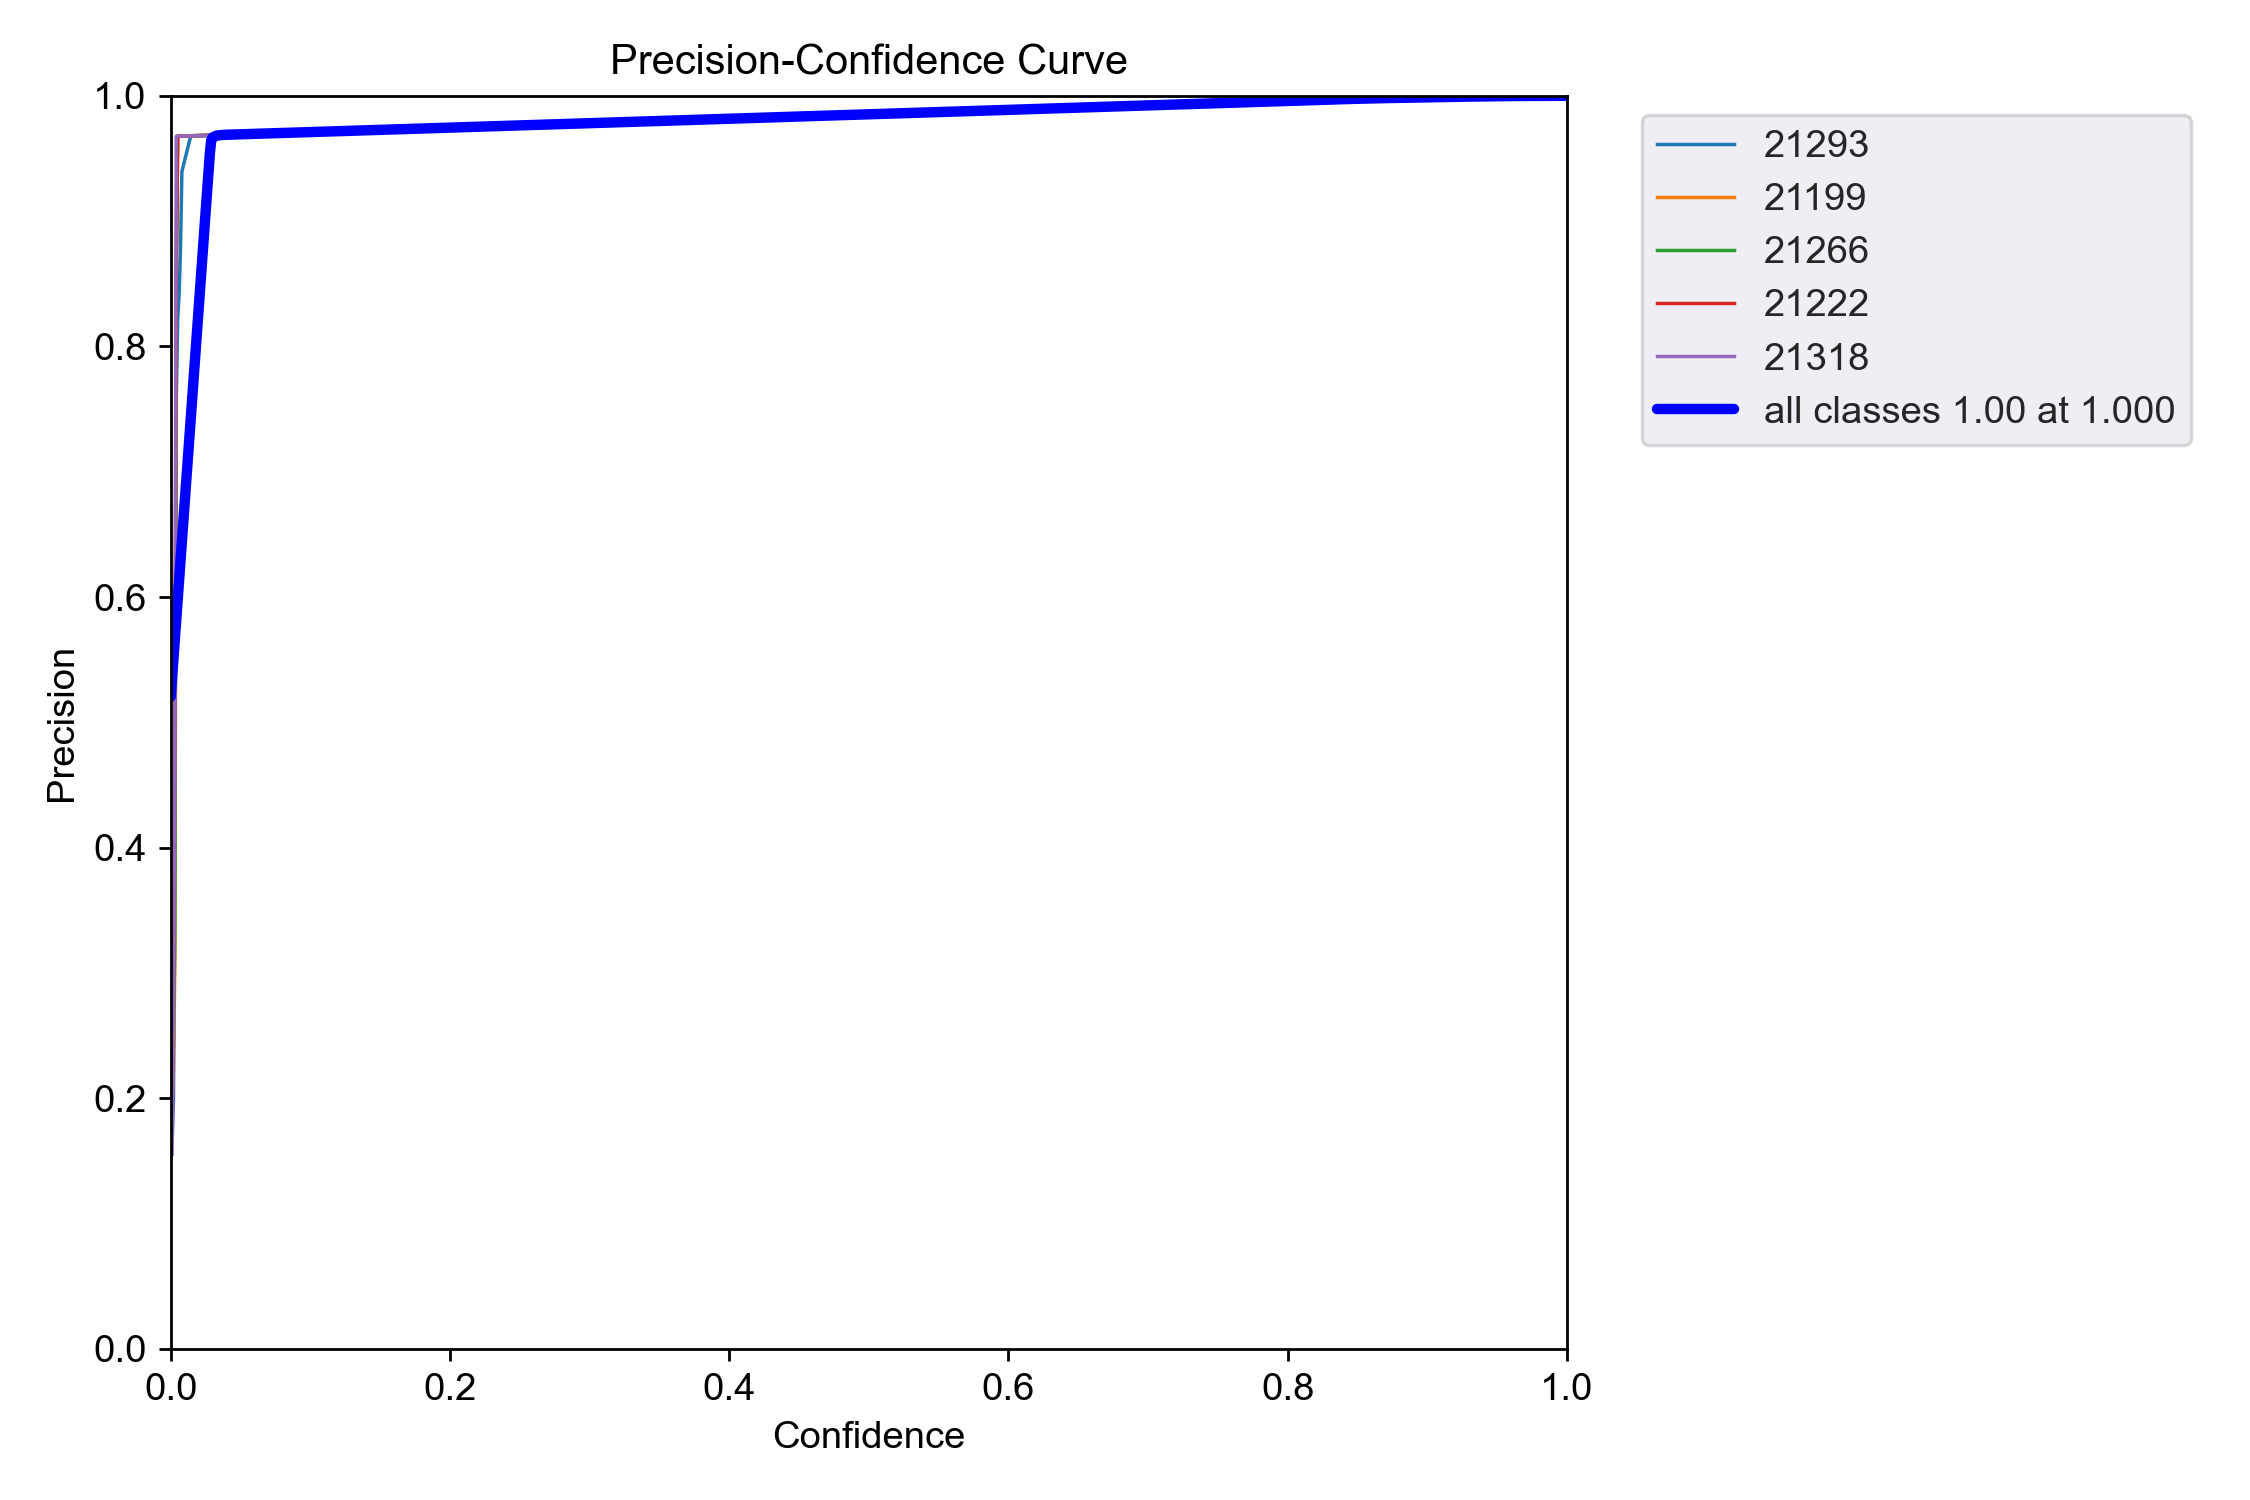 Precision-Confidence Curve
1.0
0.8
0.6
0.4
0.2
0.0
Precision
0.0 0.2 0.4 0.6 0.8 1.0
Confidence
21293
21199
21266
21222
21318
all classes 1.00 at 1.000